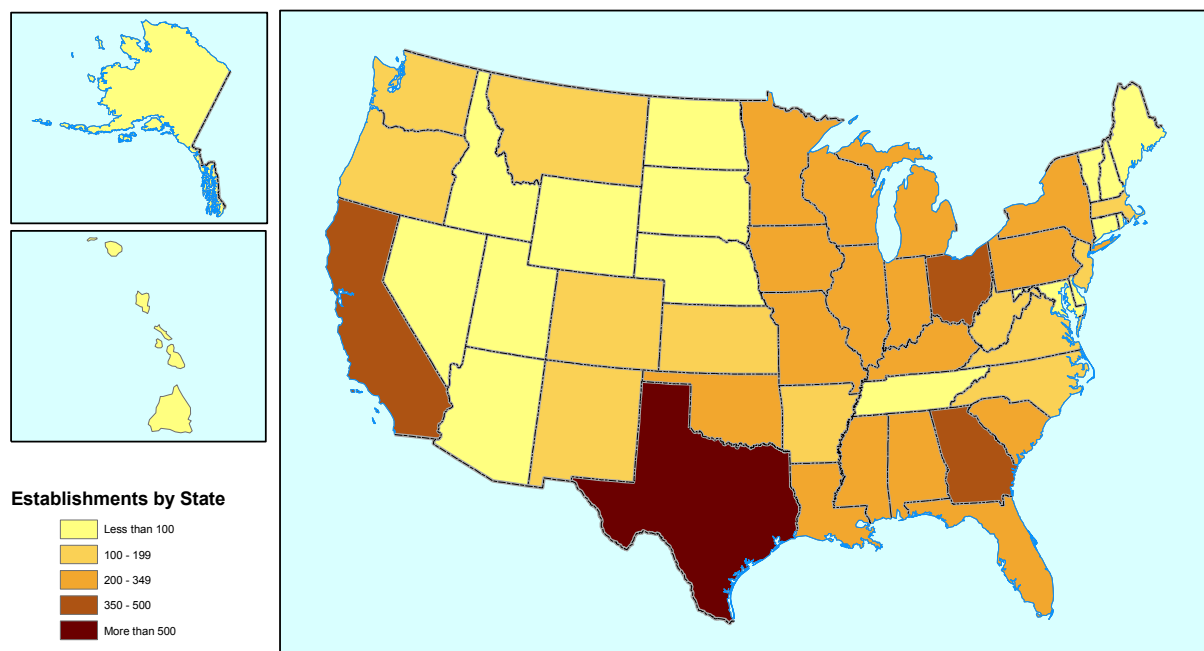 Establishments by State
Less than 100
100 - 199
200 - 349
350 - 500
More than 500